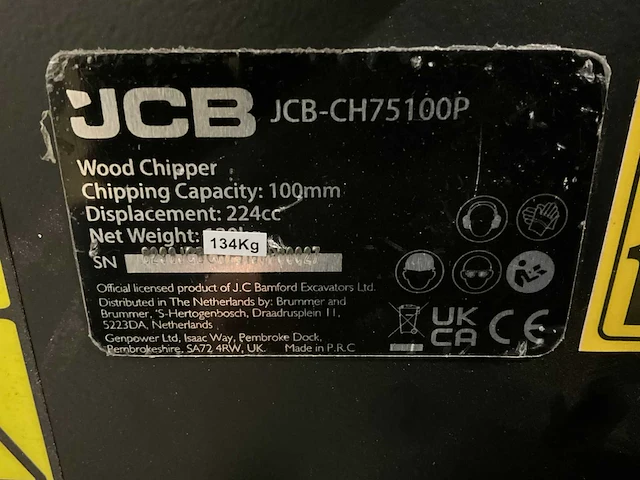 JCB JCB-CH75100P
Wood Chipper
Chipping Capacity: 100mm
Displacement: 224cc
Net Weight: 134Kg
SN
Official licensed product of J.C Bamford Excavators Ltd.
Distributed in The Netherlands by: Brummer and
Brummer, 'S-Hertogenbosch, Draadrusplein 11,
5223DA, Netherlands
Genpower Ltd, Isaac Way, Pembroke Dock,
Pembrokeshire, SA72 4RW, UK. Made in P.R.C
UK
CA CE